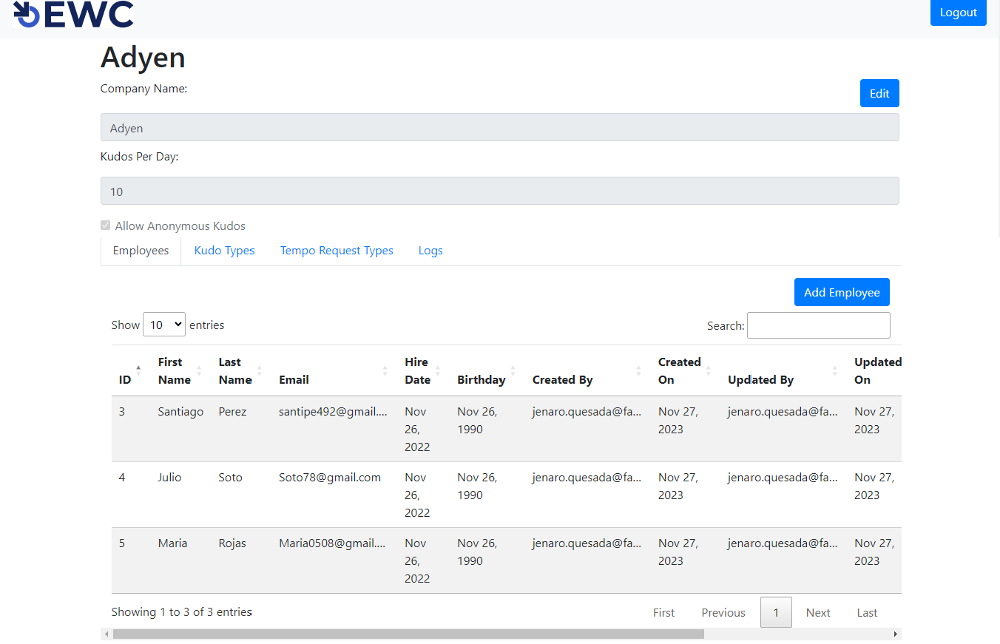 EWC
Logout
Adyen
Company Name:
Edit
Adyen
Kudos Per Day:
10
Allow Anonymous Kudos
Employees Kudo Types Tempo Request Types Logs
Add Employee
Show 10 entries Search:
ID First Name Last Name Email Hire Date Birthday Created By Created On Updated By Updated On
3 Santiago Perez santipe492@gmail.... Nov 26, 2022 Nov 26, 1990 jenaro.quesada@fa... Nov 27, 2023 jenaro.quesada@fa... Nov 27, 2023
4 Julio Soto Soto78@gmail.com Nov 26, 2022 Nov 26, 1990 jenaro.quesada@fa... Nov 27, 2023 jenaro.quesada@fa... Nov 27, 2023
5 Maria Rojas Maria0508@gmail.... Nov 26, 2022 Nov 26, 1990 jenaro.quesada@fa... Nov 27, 2023 jenaro.quesada@fa... Nov 27, 2023
Showing 1 to 3 of 3 entries First Previous 1 Next Last